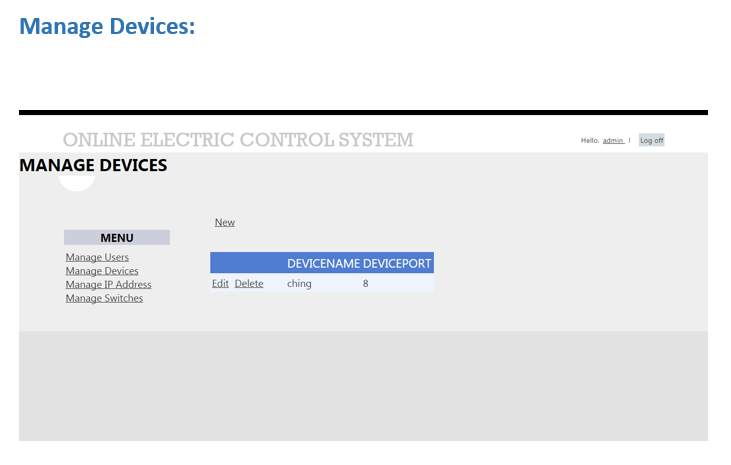 Manage Devices:
ONLINE ELECTRIC CONTROL SYSTEM
Hello, admin | Log off
MANAGE DEVICES
New
MENU
Manage Users
Manage Devices
Manage IP Address
Manage Switches
DEVICENAME DEVICEPORT
Edit Delete ching 8